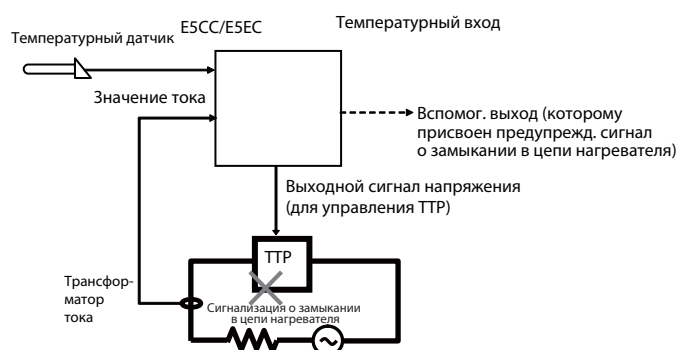 E5CC/E5EC
Температурный вход
Температурный датчик
Значение тока
Вспомог. выход (которому
присвоен предупрежд. сигнал
о замыкании в цепи нагревателя)
Выходной сигнал напряжения
(для управления ТТР)
ТТР
Трансфор-
матор
тока
Сигнализация о замыкании
в цепи нагревателя